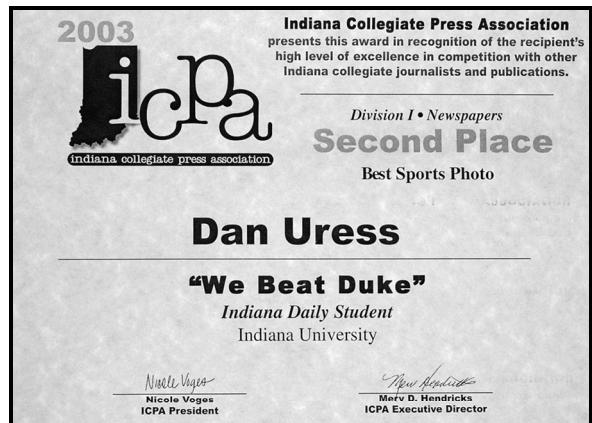 2003
icpa
indiana collegiate press association
Indiana Collegiate Press Association
presents this award in recognition of the recipient's
high level of excellence in competition with other
Indiana collegiate journalists and publications.
Division I • Newspapers
Second Place
Best Sports Photo
Dan Uress
“We Beat Duke”
Indiana Daily Student
Indiana University
Nicole Voges
Merv Hendricks
Nicole Voges
Merv D. Hendricks
ICPA President
ICPA Executive Director